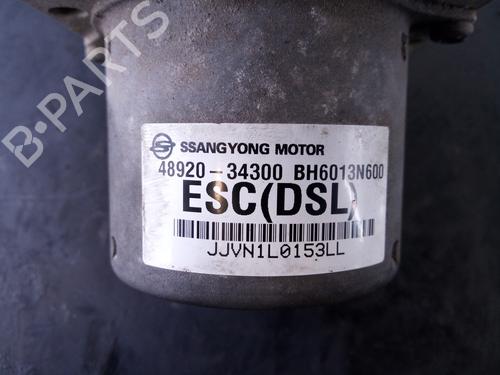 B-PARTS
SSANGYONG MOTOR
48920-34300 BH6013N600
ESC(DSL)
JJVN1L0153LL